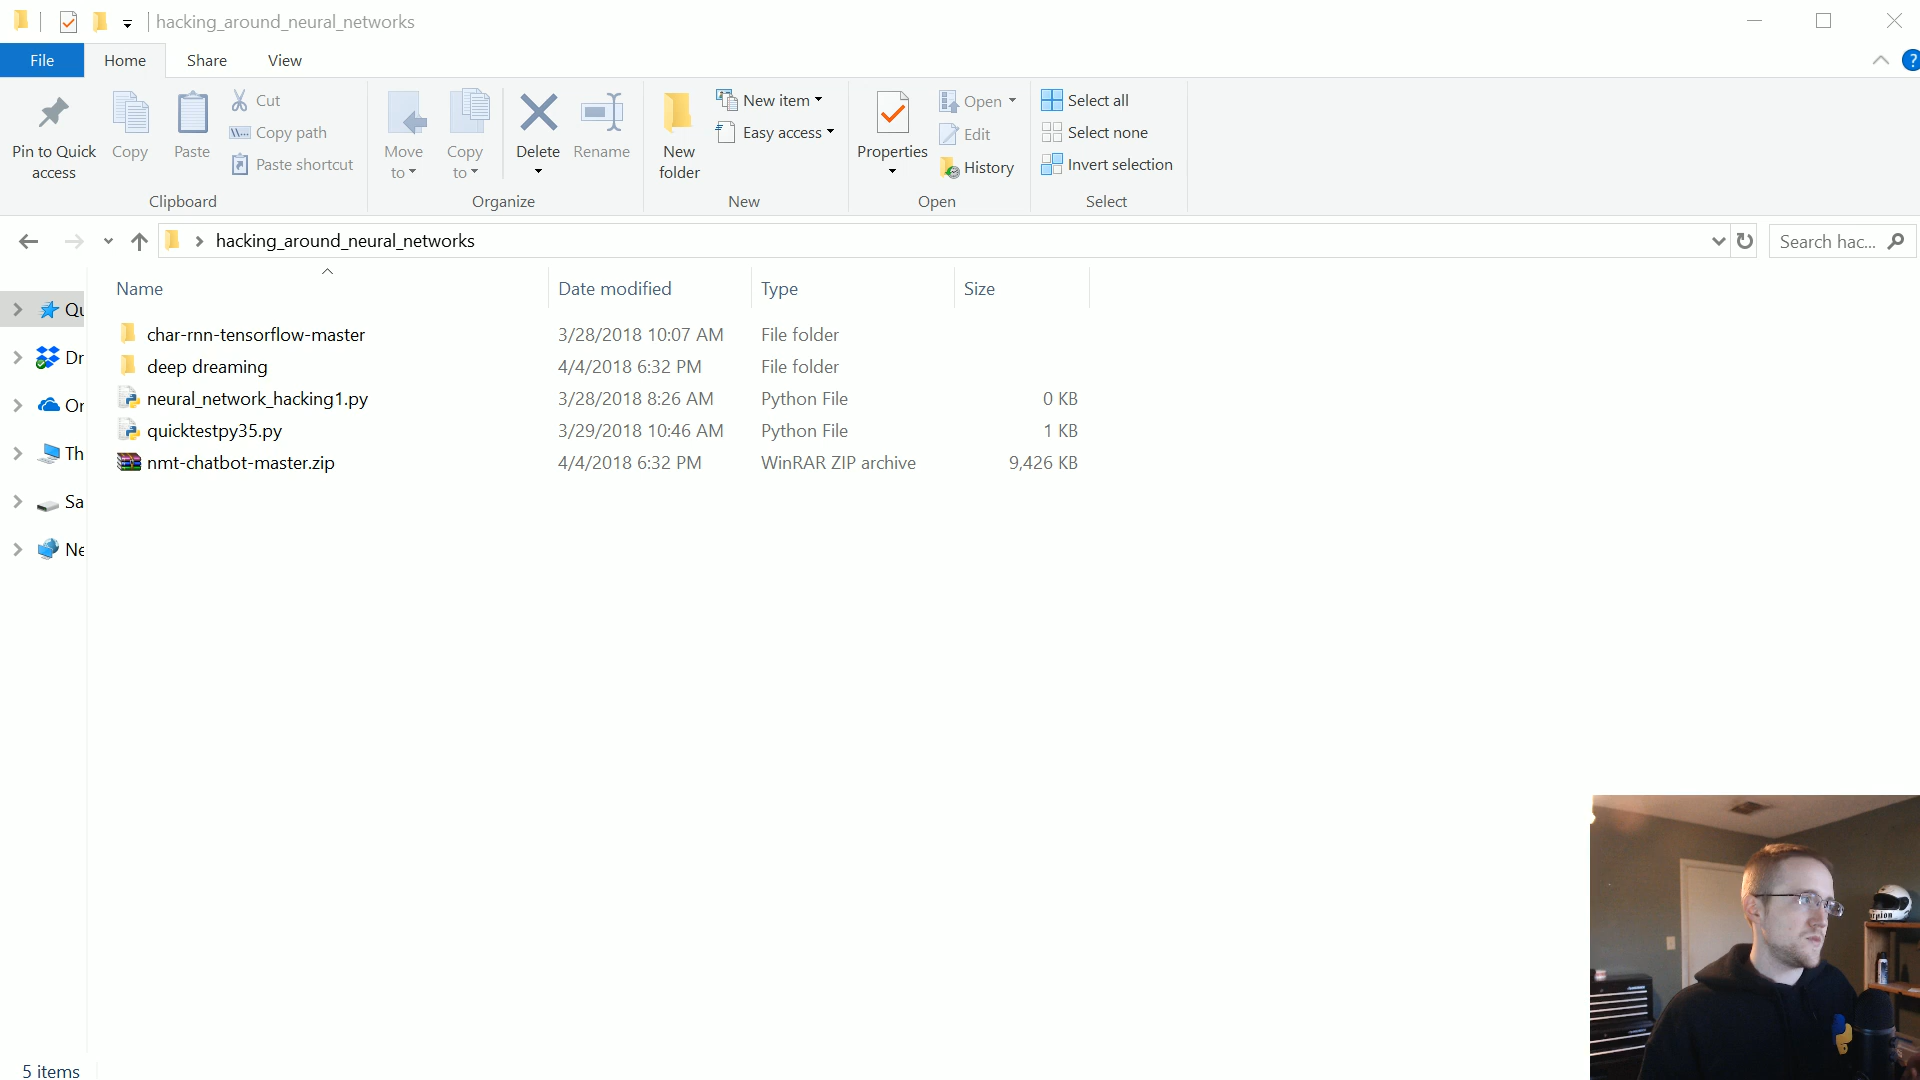 hacking_around_neural_networks
File Home Share View
?
Pin to Quick access
Copy
Paste
Cut
Copy path
Paste shortcut
Clipboard
Move to
Copy to
Delete
Rename
Organize
New folder
New item
Easy access
New
Properties
Open
Edit
History
Open
Select all
Select none
Invert selection
Select
hacking_around_neural_networks
Search hac...
Name Date modified Type Size
char-rnn-tensorflow-master 3/28/2018 10:07 AM File folder
deep dreaming 4/4/2018 6:32 PM File folder
neural_network_hacking1.py 3/28/2018 8:26 AM Python File 0 KB
quicktestpy35.py 3/29/2018 10:46 AM Python File 1 KB
nmt-chatbot-master.zip 4/4/2018 6:32 PM WinRAR ZIP archive 9,426 KB
Qu
Dr
Or
Th
Sa
Ne
5 items